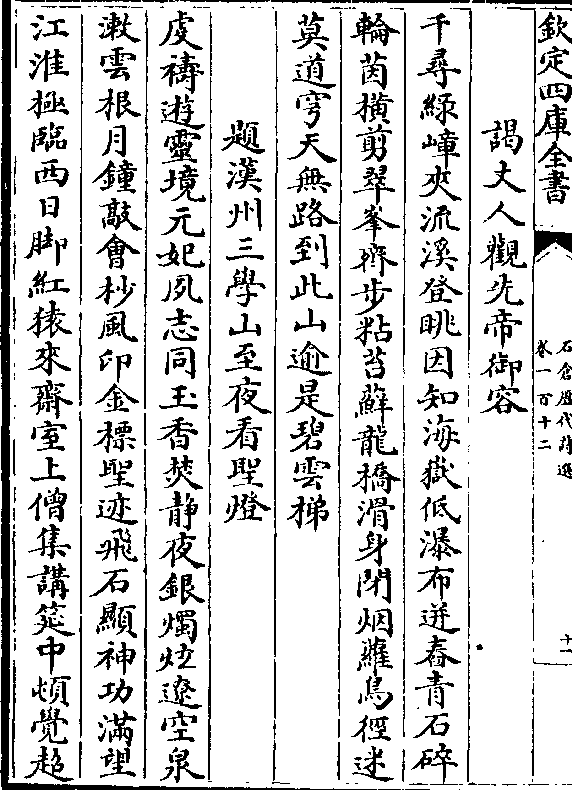 欽定四庫全書
石倉歷代詩選
卷一百十二
十一
謁丈人觀先帝御容
千尋綠嶂夾流溪登眺因知海嶽低瀑布迸舂青石碎
輪茵橫剪翠峯齊步粘苔蘚龍橋滑身閉烟蘿鳥徑迷
莫道穹天無路到此山逾是碧雲梯
題漢州三學山至夜看聖燈
虔禱遊靈境元妃夙志同玉香焚靜夜銀燭炫遼空泉
漱雲根月鐘敲會杪風印金標聖迹飛石顯神功滿望
江淮極臨西日脚紅猿來齋室上僧集講筵中頓覺超